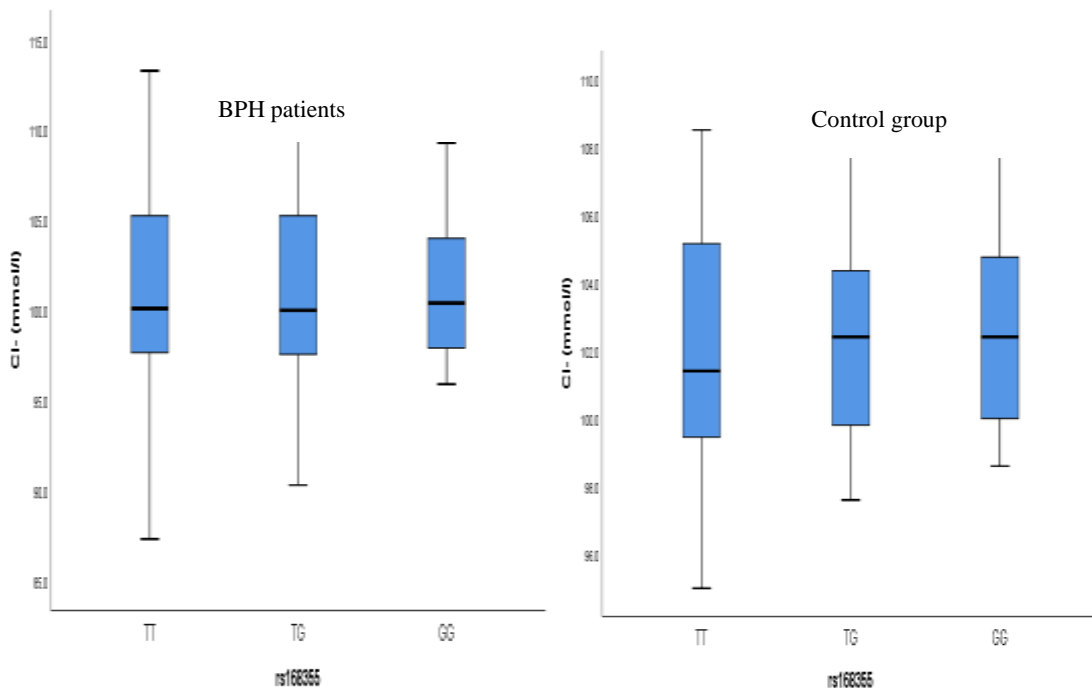 BPH patients
115.0
110.0
105.0
100.0
95.0
90.0
85.0
Cl- (mmol/l)
TT TG GG
rs168355
Control group
110.0
108.0
106.0
104.0
102.0
100.0
98.0
96.0
Cl- (mmol/l)
TT TG GG
rs168355